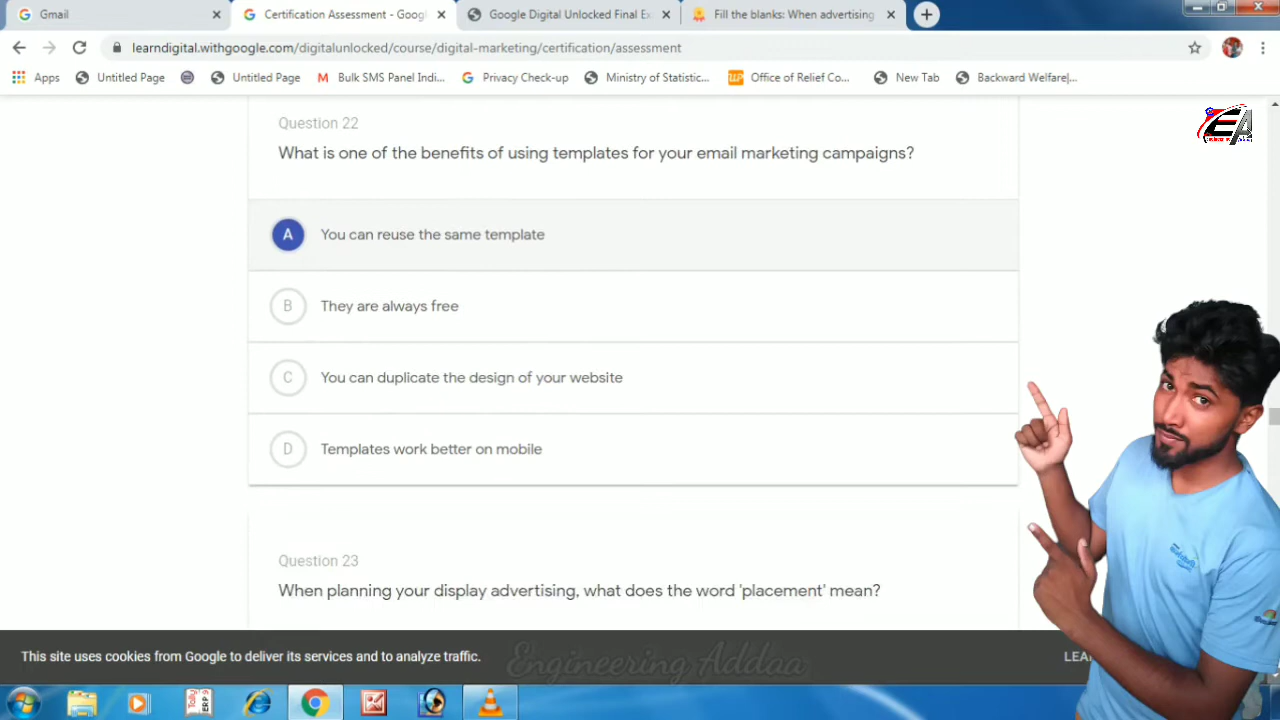 Gmail
Certification Assessment - Goog
Google Digital Unlocked Final Ex
Fill the blanks: When advertising
learndigital.withgoogle.com/digitalunlocked/course/digital-marketing/certification/assessment
Apps
Untitled Page
Untitled Page
M Bulk SMS Panel Indi...
Privacy Check-up
Ministry of Statistic...
UP Office of Relief Co...
New Tab
Backward Welfare|...
EA
Question 22
What is one of the benefits of using templates for your email marketing campaigns?
A You can reuse the same template
B They are always free
C You can duplicate the design of your website
D Templates work better on mobile
Question 23
When planning your display advertising, what does the word 'placement' mean?
This site uses cookies from Google to deliver its services and to analyze traffic.
LEA
Engineering Addaa